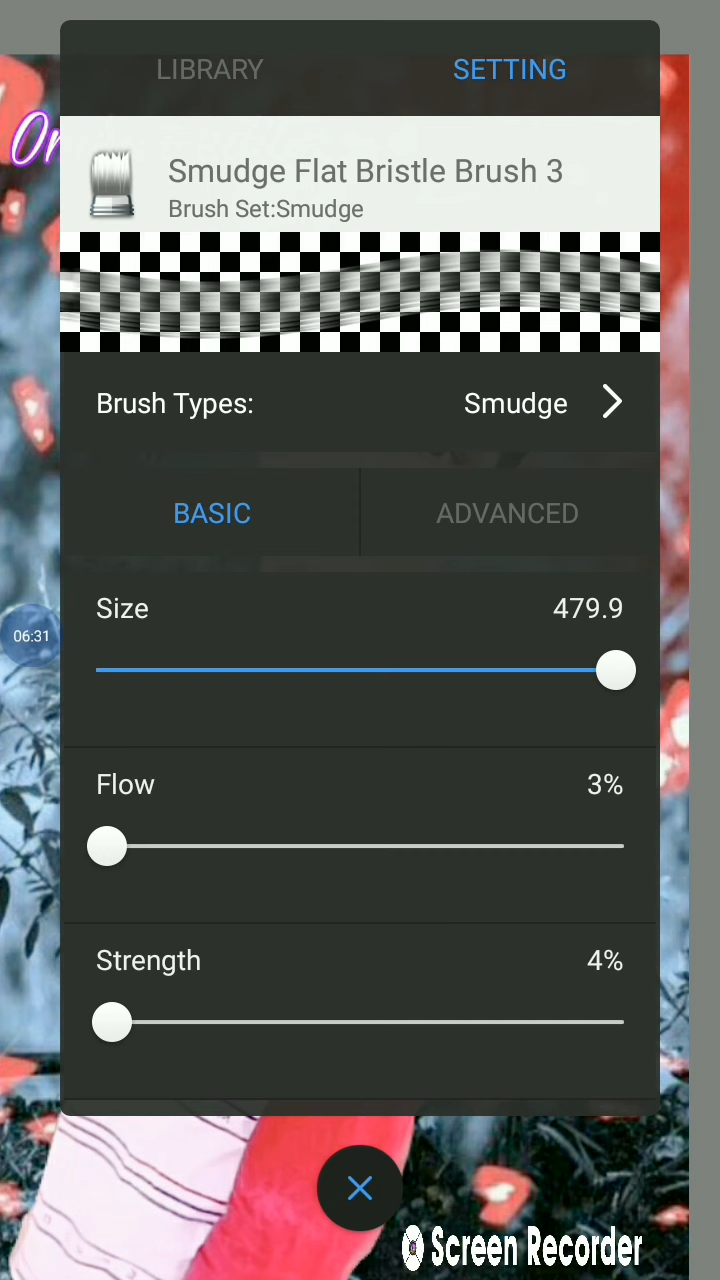 LIBRARY SETTING
Smudge Flat Bristle Brush 3
Brush Set:Smudge
Brush Types: Smudge
BASIC ADVANCED
Size 479.9
06:31
Flow 3%
Strength 4%
Screen Recorder